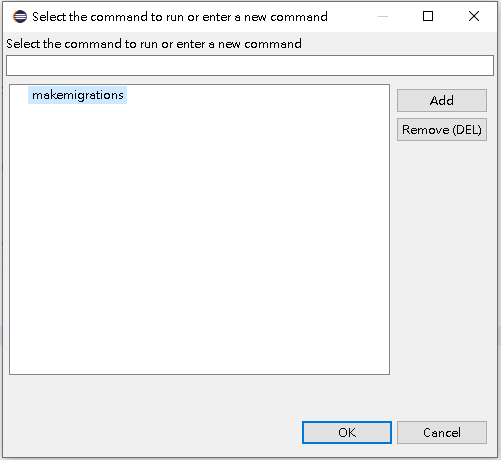 Select the command to run or enter a new command
Select the command to run or enter a new command
makemigrations
Add
Remove (DEL)
OK
Cancel